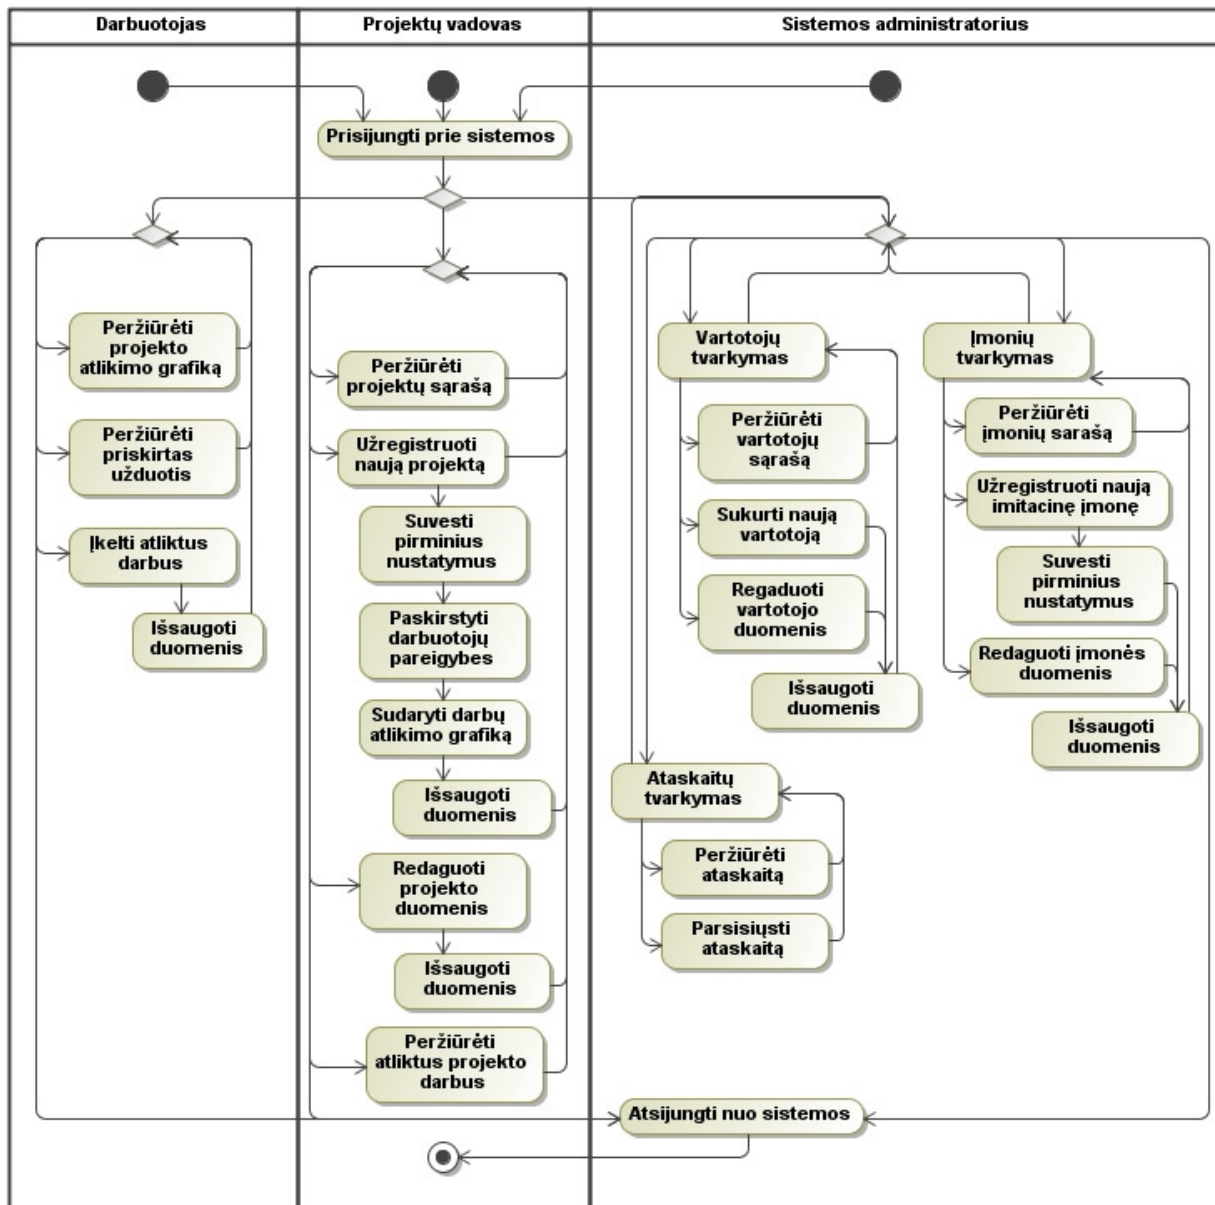 Darbuotojas
Projektų vadovas
Sistemos administratorius
Prisijungti prie sistemos
Peržiūrėti
projekto
atlikimo grafiką
Peržiūrėti
priskirtas
užduotis
Įkelti atliktus
darbus
Išsaugoti
duomenis
Peržiūrėti
projektų sąrašą
Užregistruoti
naują projektą
Suvesti
pirminius
nustatymus
Paskirstyti
darbuotojų
pareigybes
Sudaryti darbų
atlikimo grafiką
Išsaugoti
duomenis
Redaguoti
projekto
duomenis
Išsaugoti
duomenis
Peržiūrėti
atliktus projekto
darbus
Vartotojų
tvarkymas
Peržiūrėti
vartotojų
sąrašą
Sukurti naują
vartotoją
Regaduoti
vartotojo
duomenis
Išsaugoti
duomenis
Įmonių
tvarkymas
Peržiūrėti
įmonių sarašą
Užregistruoti naują
imitacinę įmonę
Suvesti
pirminius
nustatymus
Redaguoti įmonės
duomenis
Išsaugoti
duomenis
Ataskaitų
tvarkymas
Peržiūrėti
ataskaitą
Parsisiųsti
ataskaitą
Atsijungti nuo sistemos